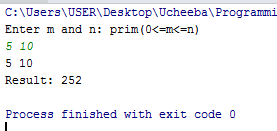 C:\Users\USER\Desktop\Ucheeba\Programmi
Enter m and n: prim(0<=m<=n)
5 10
5 10
Result: 252
Process finished with exit code 0